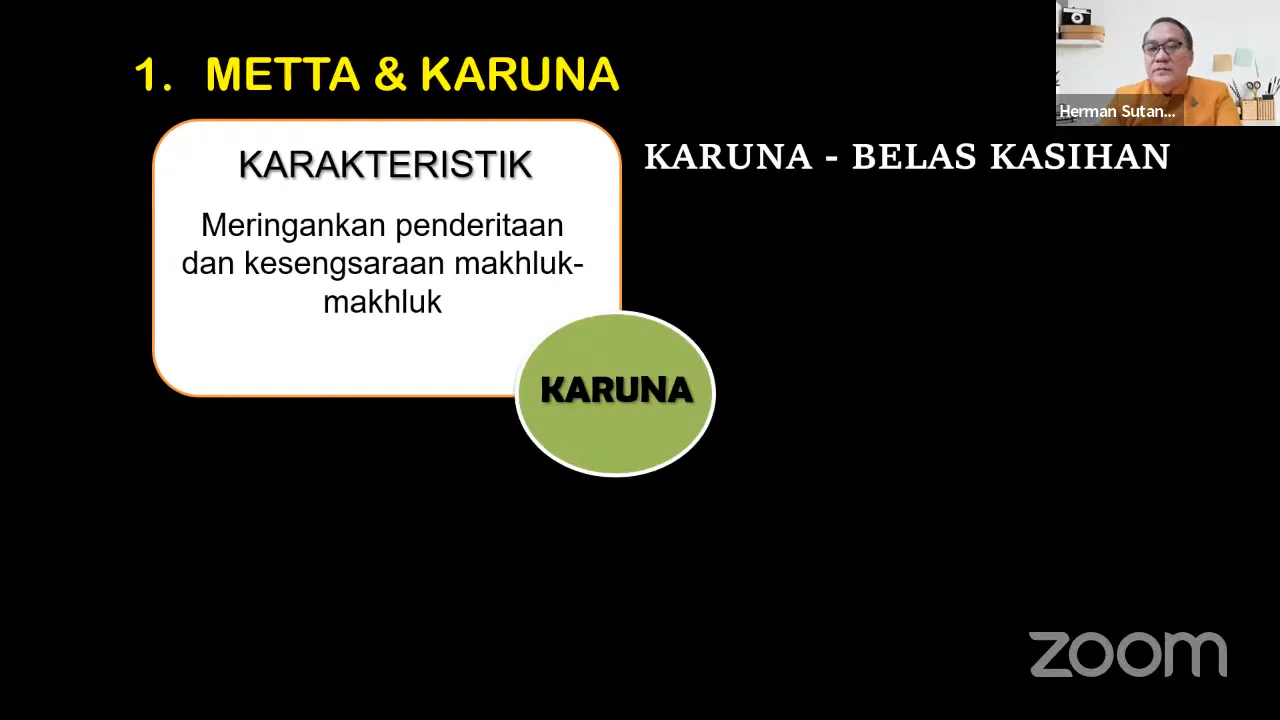 1. METTA & KARUNA
Herman Sutan...
KARAKTERISTIK
KARUNA - BELAS KASIHAN
Meringankan penderitaan
dan kesengsaraan makhluk-
makhluk
KARUNA
zoom